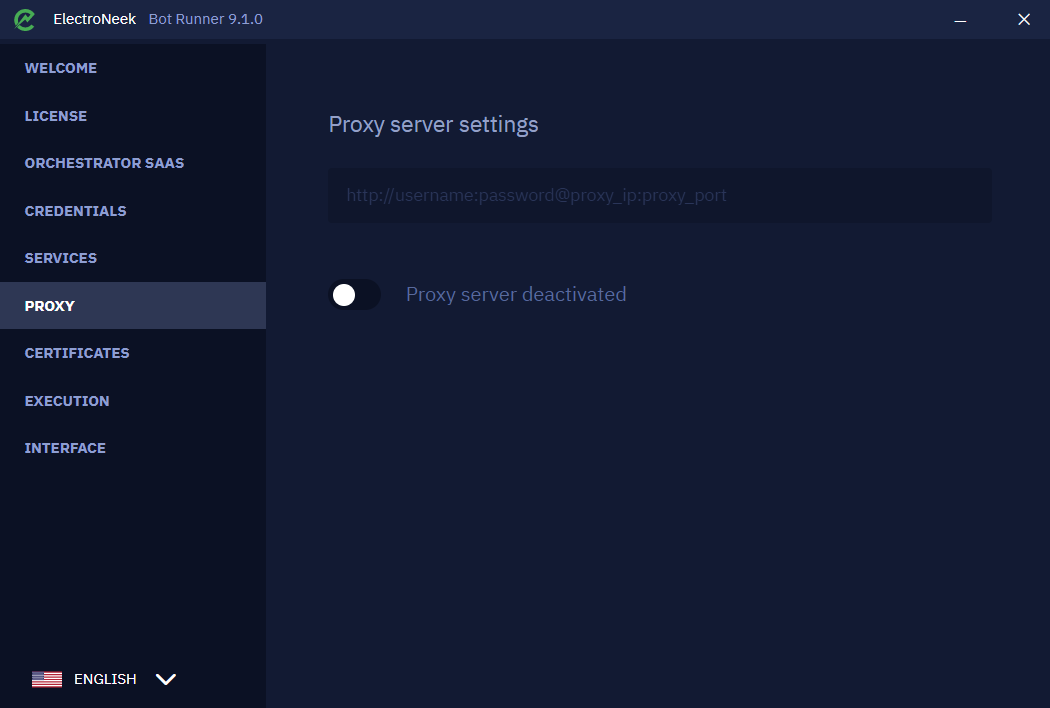 ElectroNeek Bot Runner 9.1.0
WELCOME
LICENSE
ORCHESTRATOR SAAS
CREDENTIALS
SERVICES
PROXY
CERTIFICATES
EXECUTION
INTERFACE
ENGLISH
Proxy server settings
http://username:password@proxy_ip:proxy_port
Proxy server deactivated